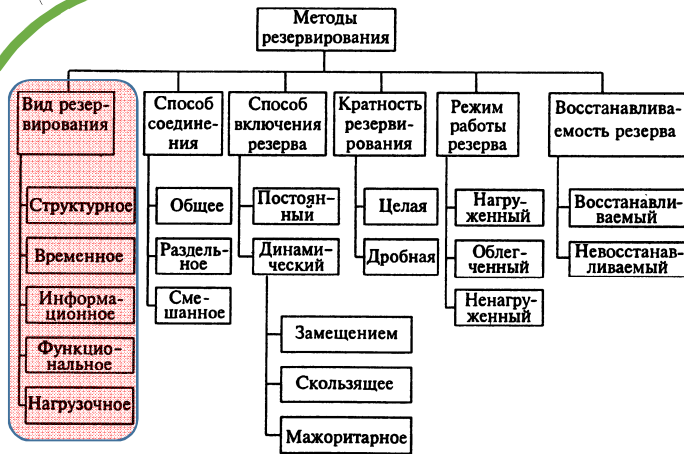 Методы
резервирования
Вид резер-
вирования
Структурное
Временное
Информа-
ционное
Функцио-
нальное
Нагрузочное
Способ
соединения
Общее
Раздель-
ное
Сме-
шанное
Способ
включения
резерва
Постоян-
ный
Динами-
ческий
Замещением
Скользящее
Мажоритарное
Кратность
резерви-
рования
Целая
Дробная
Режим
работы
резерва
Нагру-
женный
Облег-
ченный
Ненагру-
женный
Восстанавлива-
емость резерва
Восстанавли-
ваемый
Невосстанав-
ливаемый